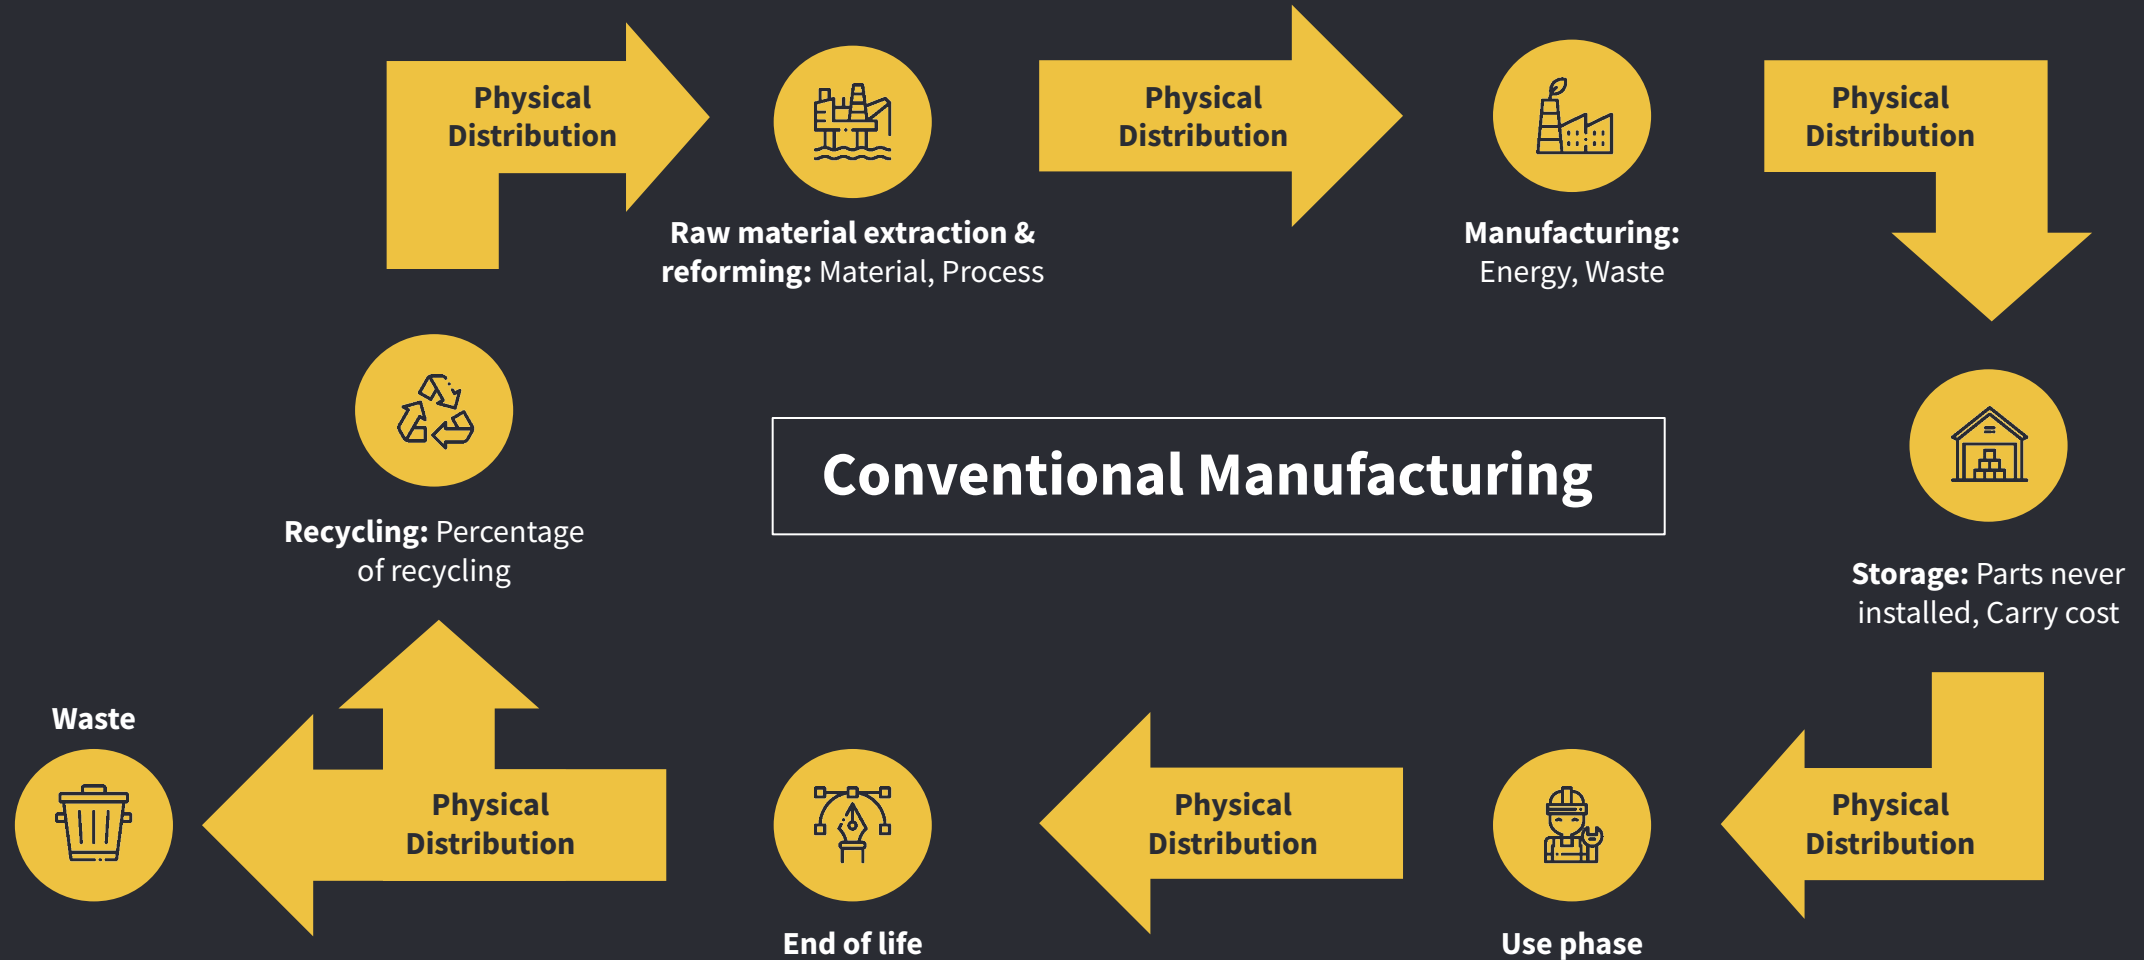 Physical
Distribution
Physical
Distribution
Physical
Distribution
Raw material extraction &
reforming: Material, Process
Manufacturing:
Energy, Waste
Conventional Manufacturing
Recycling: Percentage
of recycling
Storage: Parts never
installed, Carry cost
Waste
Physical
Distribution
Physical
Distribution
Physical
Distribution
End of life
Use phase